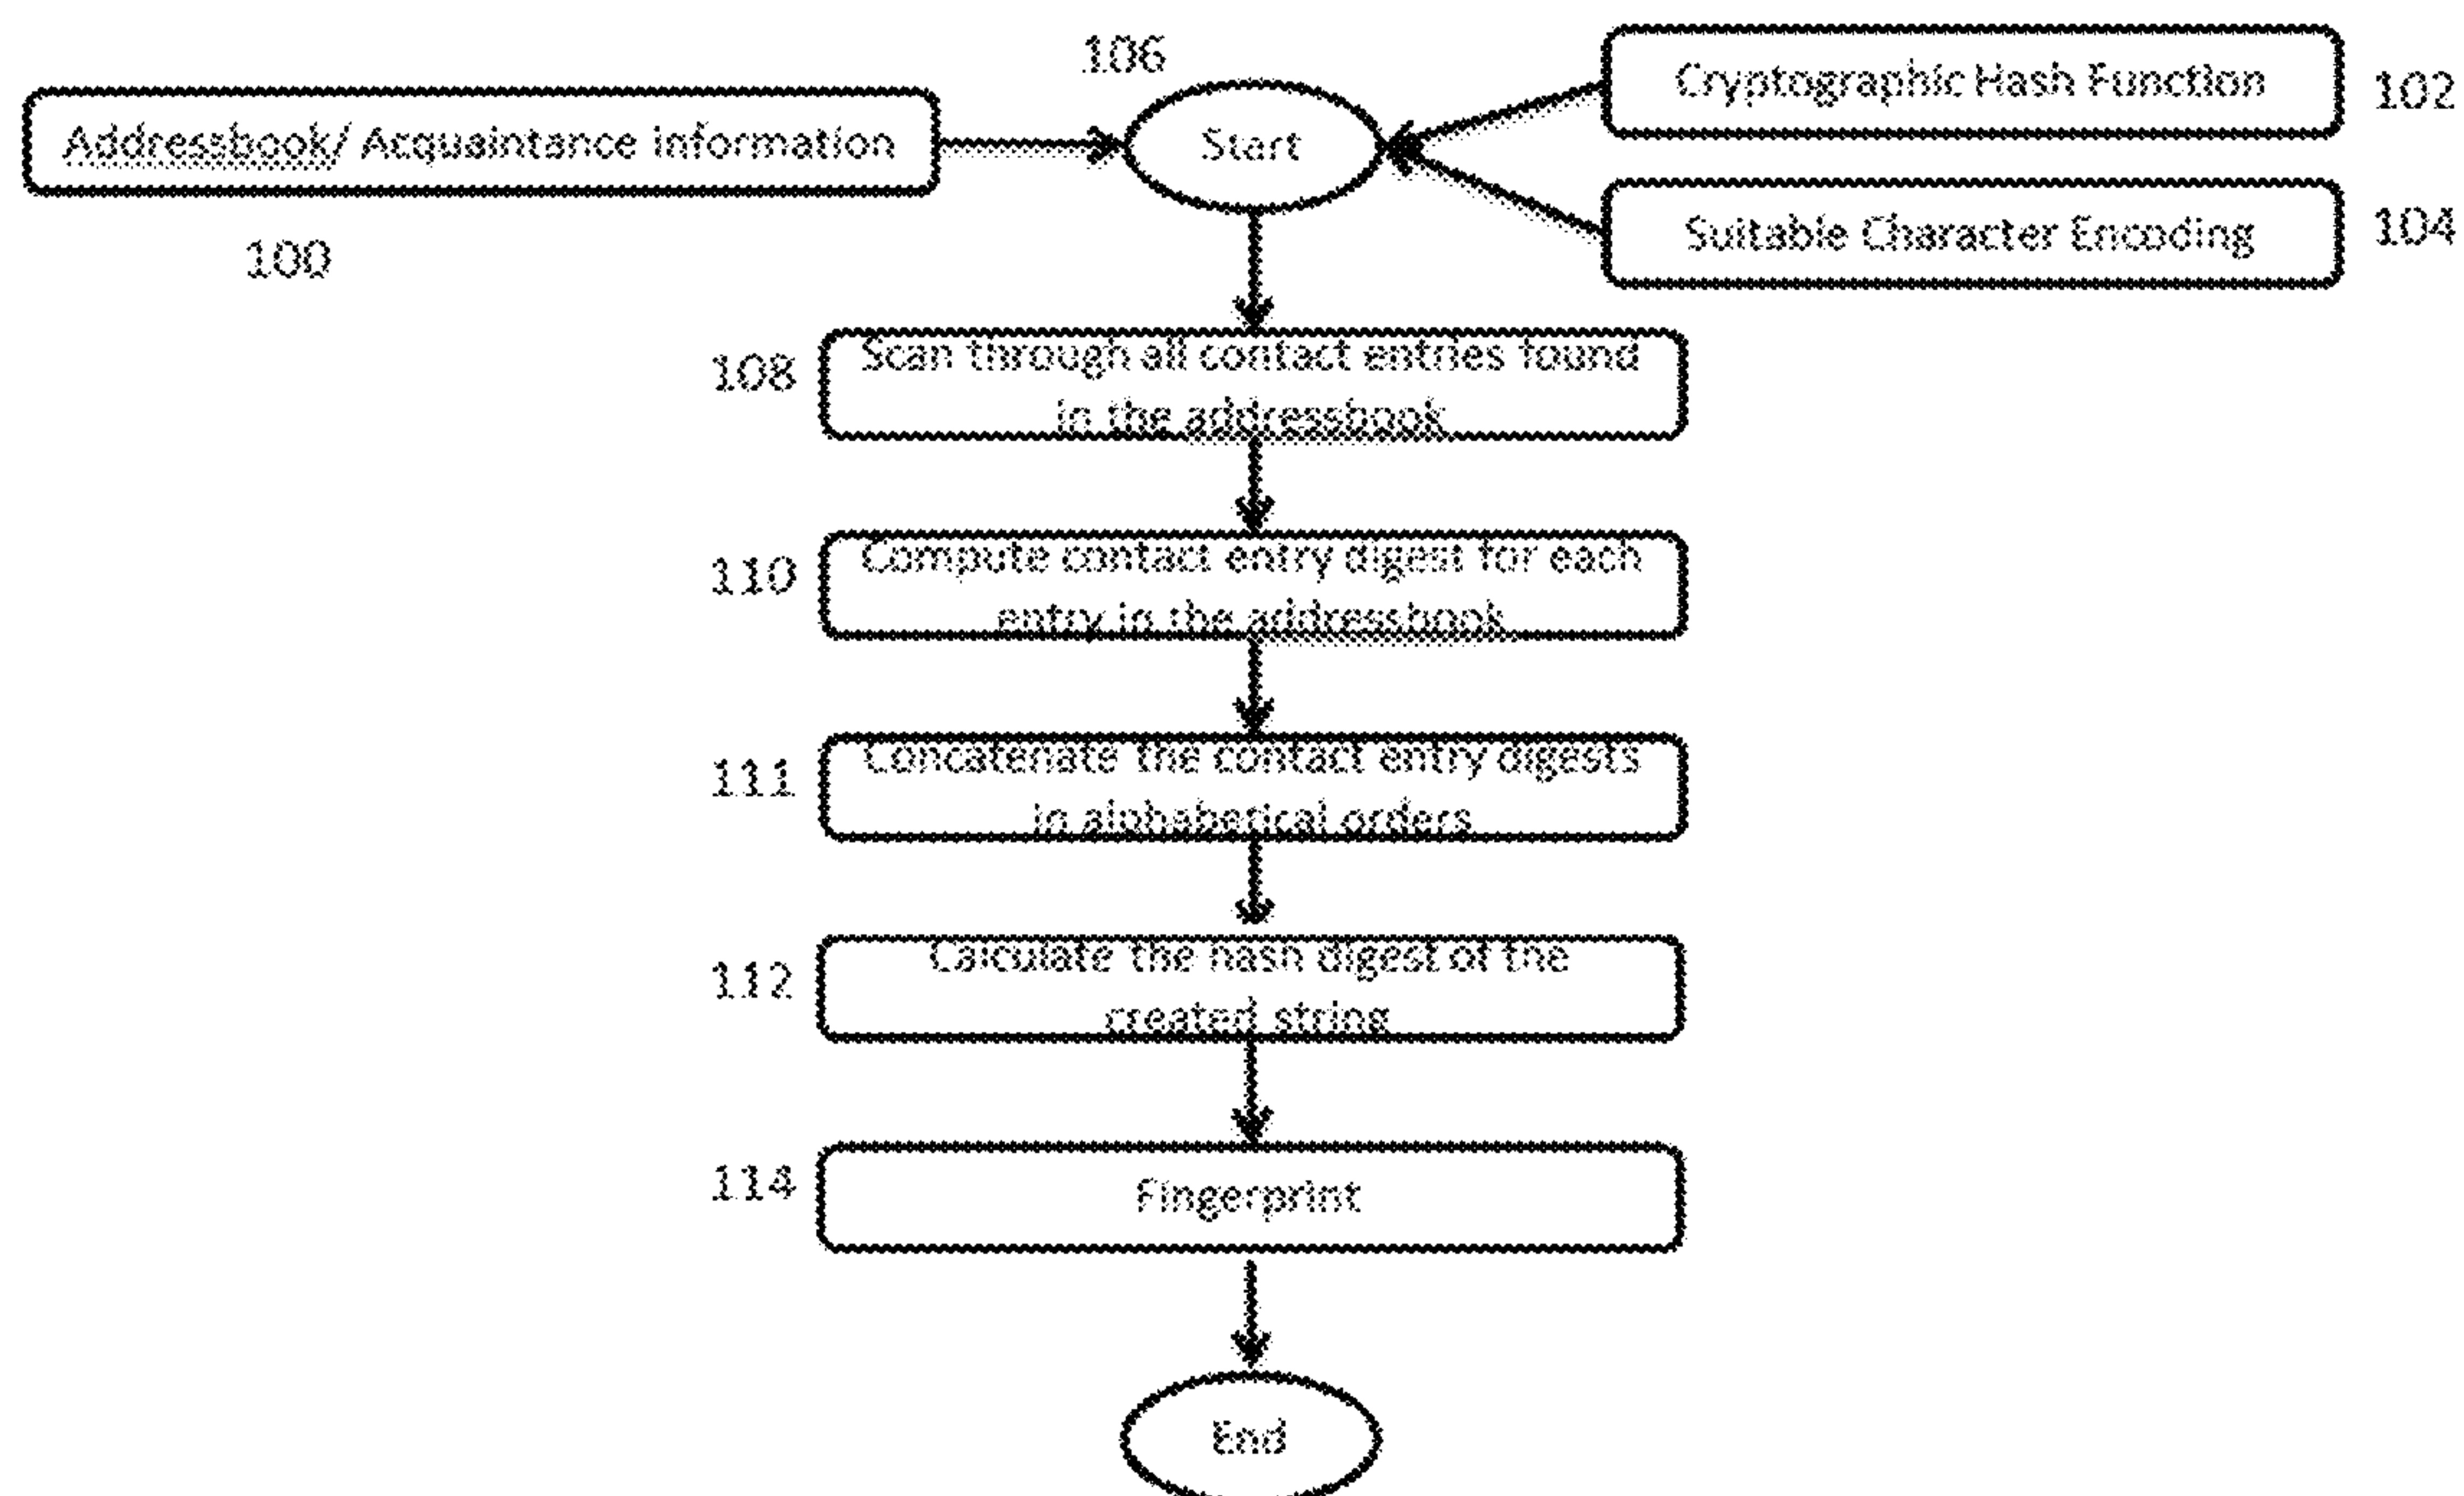 106
Cryptographic Hash Function
102
Addressbook/ Acquaintance information
Start
100
Suitable Character Encoding
104
108
Scan through all contact entries found
in the addressbook
110
Compute contact entry digest for each
entry in the addressbook
111
Concatenate the contact entry digests
in alphabetical orders
112
Calculate the hash digest of the
created string
114
Fingerprint
End